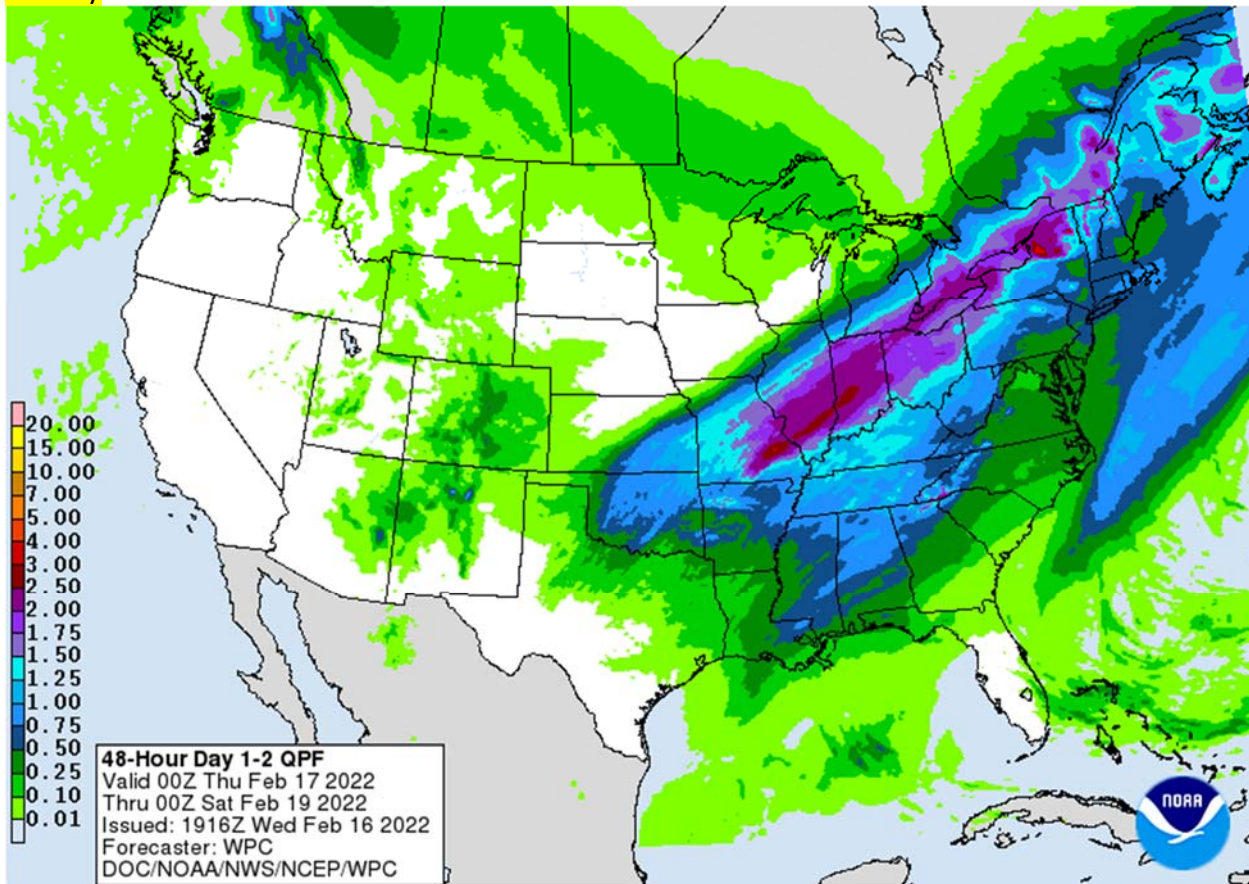 20.00
15.00
10.00
7.00
5.00
4.00
3.00
2.50
2.00
1.75
1.50
1.25
1.00
0.75
0.50
0.25
0.10
0.01
48-Hour Day 1-2 QPF
Valid 00Z Thu Feb 17 2022
Thru 00Z Sat Feb 19 2022
Issued: 1916Z Wed Feb 16 2022
Forecaster: WPC
DOC/NOAA/NWS/NCEP/WPC
NOAA